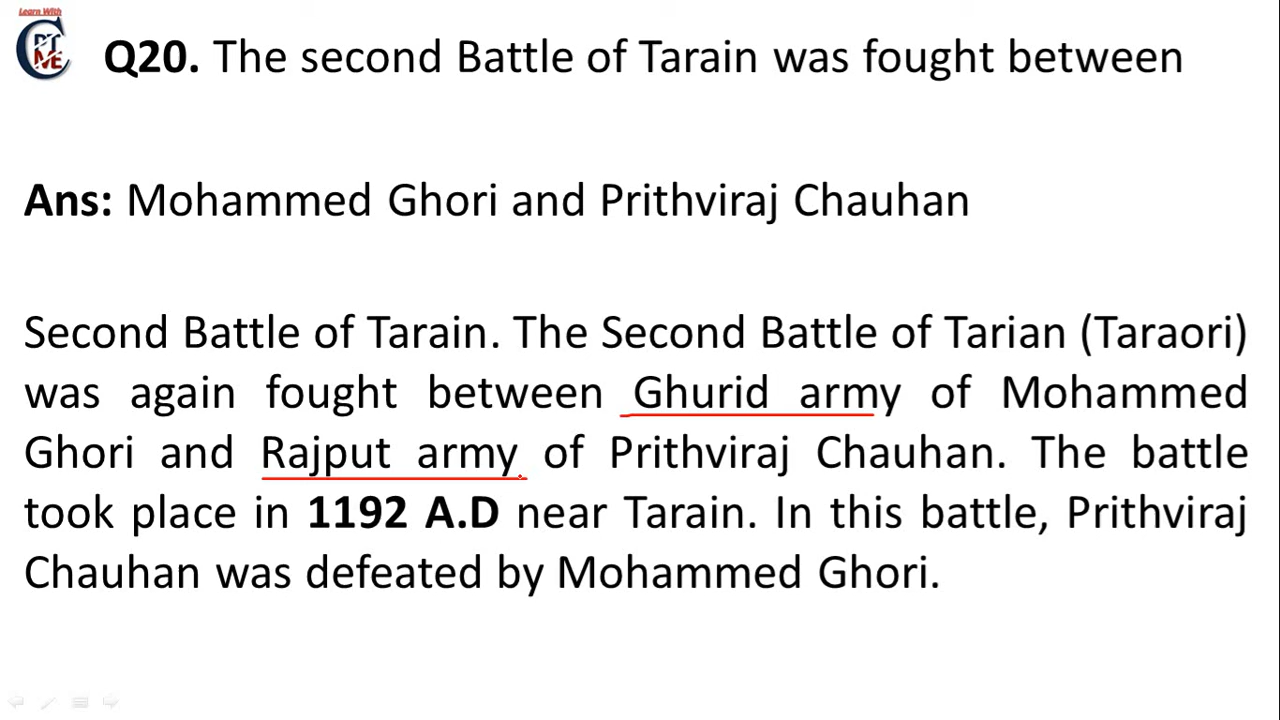 Learn With
C PT ME
Q20. The second Battle of Tarain was fought between
Ans: Mohammed Ghori and Prithviraj Chauhan
Second Battle of Tarain. The Second Battle of Tarian (Taraori)
was again fought between Ghurid army of Mohammed
Ghori and Rajput army of Prithviraj Chauhan. The battle
took place in 1192 A.D near Tarain. In this battle, Prithviraj
Chauhan was defeated by Mohammed Ghori.